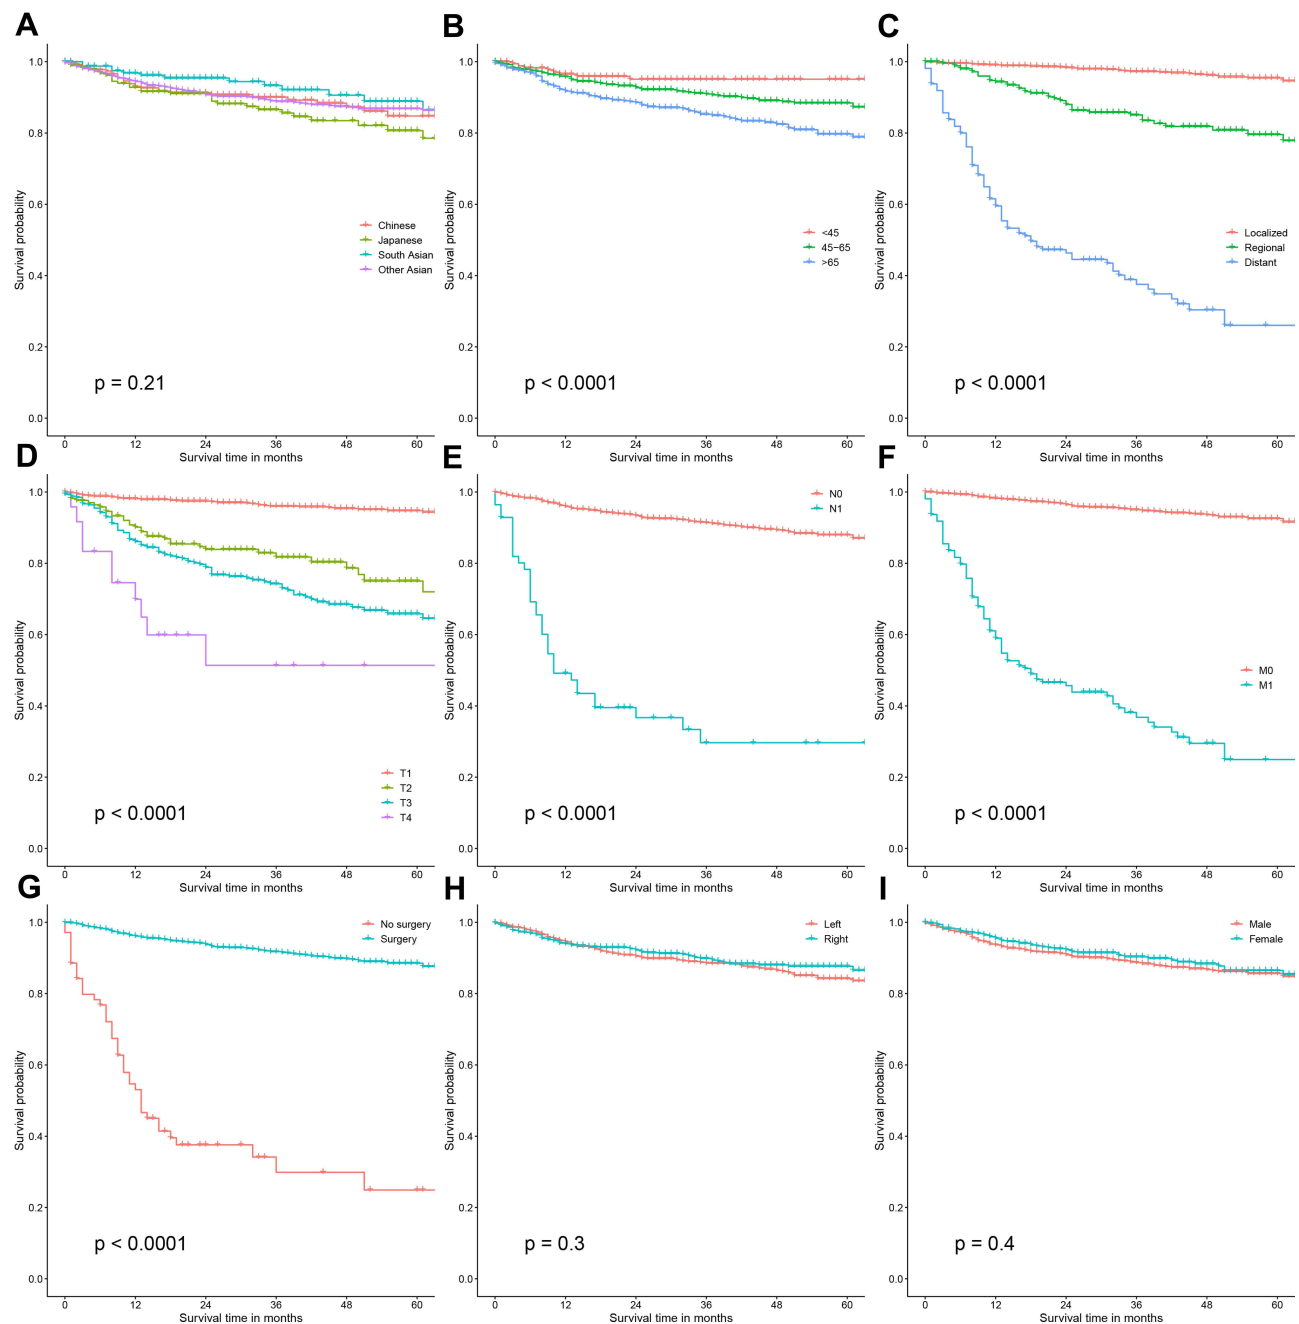 A
Survival probability
1.0
0.8
0.6
0.4
0.2
0.0
Chinese
Japanese
South Asian
Other Asian
p = 0.21
0 12 24 36 48 60
Survival time in months
B
Survival probability
1.0
0.8
0.6
0.4
0.2
0.0
<45
45−65
>65
p < 0.0001
0 12 24 36 48 60
Survival time in months
C
Survival probability
1.0
0.8
0.6
0.4
0.2
0.0
Localized
Regional
Distant
p < 0.0001
0 12 24 36 48 60
Survival time in months
D
Survival probability
1.0
0.8
0.6
0.4
0.2
0.0
T1
T2
T3
T4
p < 0.0001
0 12 24 36 48 60
Survival time in months
E
Survival probability
1.0
0.8
0.6
0.4
0.2
0.0
N0
N1
p < 0.0001
0 12 24 36 48 60
Survival time in months
F
Survival probability
1.0
0.8
0.6
0.4
0.2
0.0
M0
M1
p < 0.0001
0 12 24 36 48 60
Survival time in months
G
Survival probability
1.0
0.8
0.6
0.4
0.2
0.0
No surgery
Surgery
p < 0.0001
0 12 24 36 48 60
Survival time in months
H
Survival probability
1.0
0.8
0.6
0.4
0.2
0.0
Left
Right
p = 0.3
0 12 24 36 48 60
Survival time in months
I
Survival probability
1.0
0.8
0.6
0.4
0.2
0.0
Male
Female
p = 0.4
0 12 24 36 48 60
Survival time in months